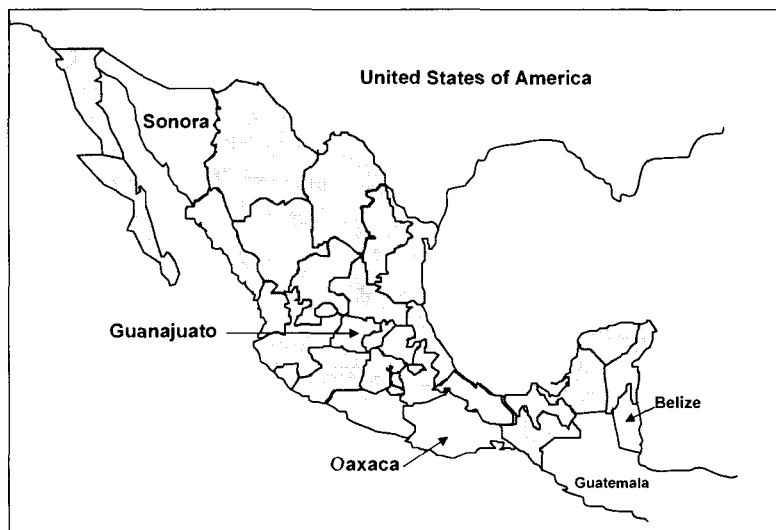 United States of America
Sonora
Guanajuato
Belize
Oaxaca
Guatemala